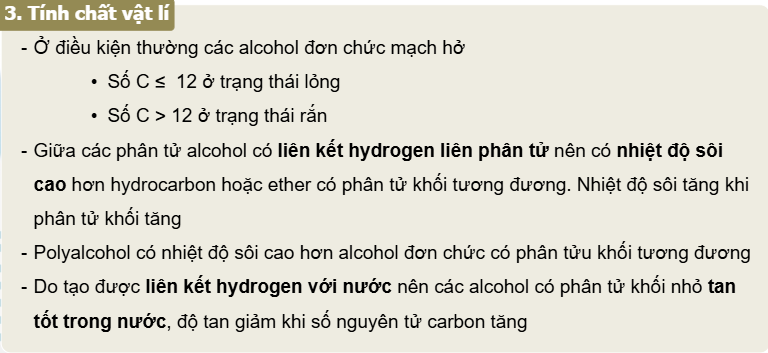 3. Tính chất vật lí
- Ở điều kiện thường các alcohol đơn chức mạch hở
• Số C ≤ 12 ở trạng thái lỏng
• Số C > 12 ở trạng thái rắn
- Giữa các phân tử alcohol có liên kết hydrogen liên phân tử nên có nhiệt độ sôi
cao hơn hydrocarbon hoặc ether có phân tử khối tương đương. Nhiệt độ sôi tăng khi
phân tử khối tăng
- Polyalcohol có nhiệt độ sôi cao hơn alcohol đơn chức có phân tửu khối tương đương
- Do tạo được liên kết hydrogen với nước nên các alcohol có phân tử khối nhỏ tan
tốt trong nước, độ tan giảm khi số nguyên tử carbon tăng